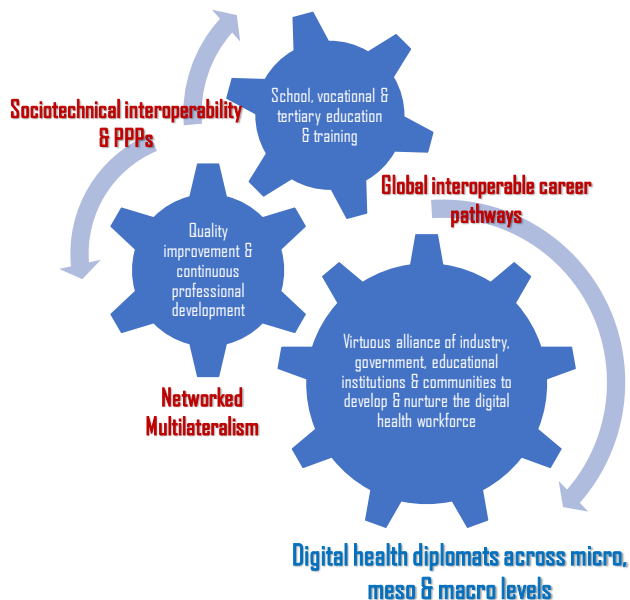 School, vocational &
tertiary education
& training
Sociotechnical interoperability
& PPPs
Global interoperable career
pathways
Quality
improvement &
continuous
professional
development
Virtuous alliance of industry,
government, educational
institutions & communities to
develop & nurture the digital
health workforce
Networked
Multilateralism
Digital health diplomats across micro,
meso & macro levels